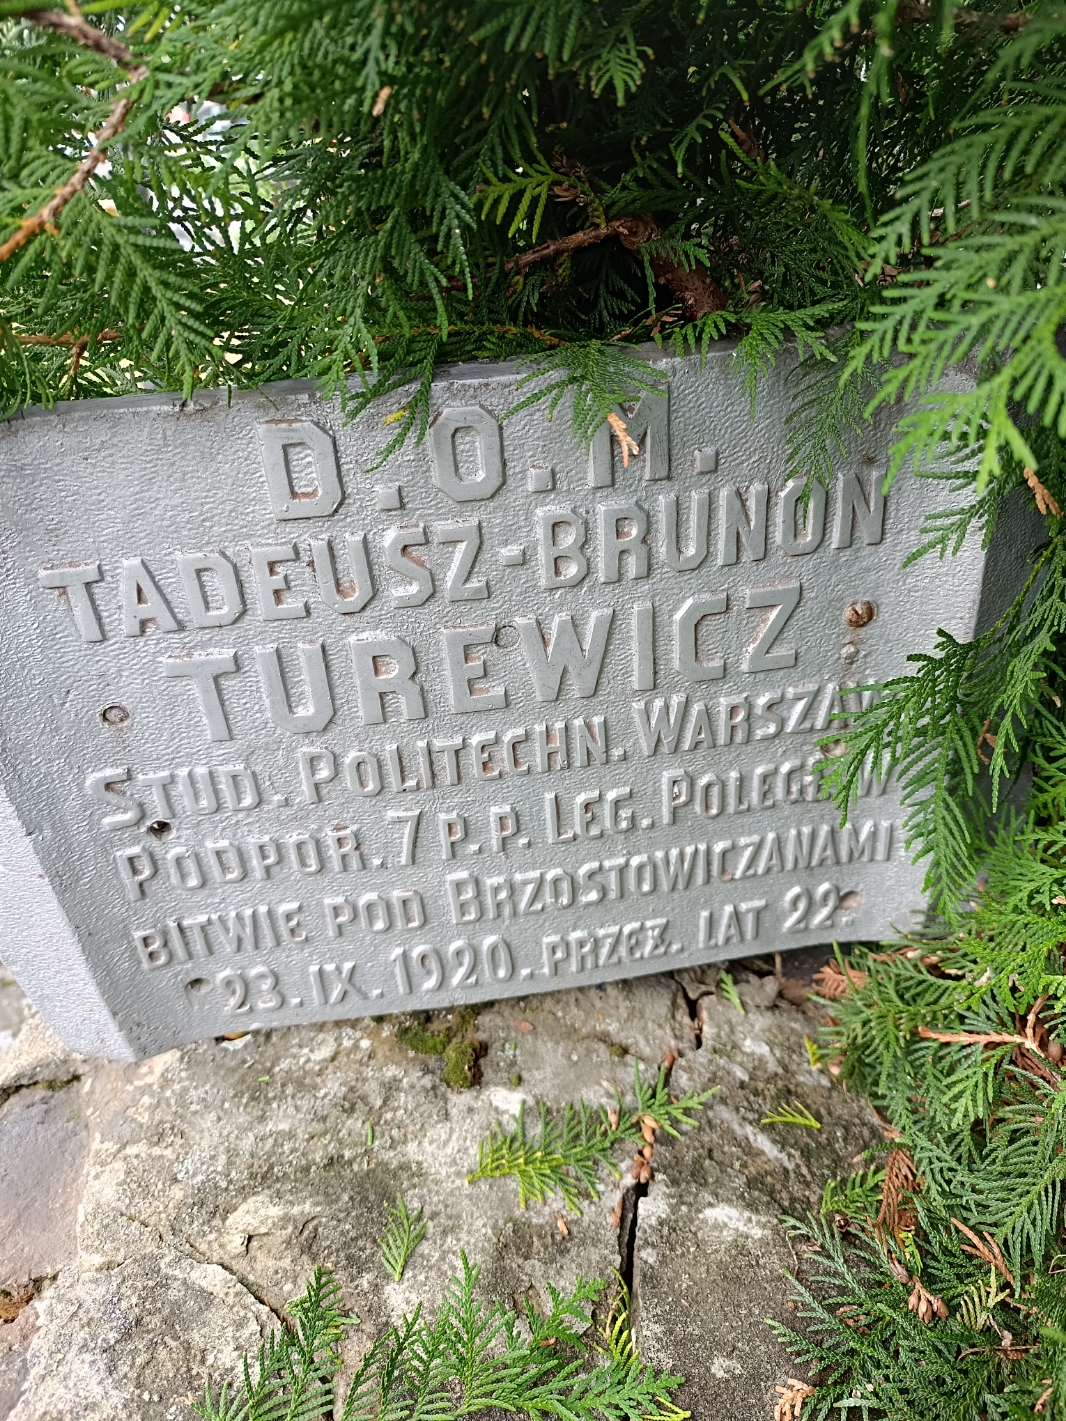 D.O.M.
TADEUSZ-BRUNON
TUREWICZ
STUD. POLITECHN. WARSZAW
PODPOR. 7 P.P. LEG. POLEGŁ W
BITWIE POD BRZOSTOWICZANAMI
23.IX.1920. PRZEŻ. LAT 22.